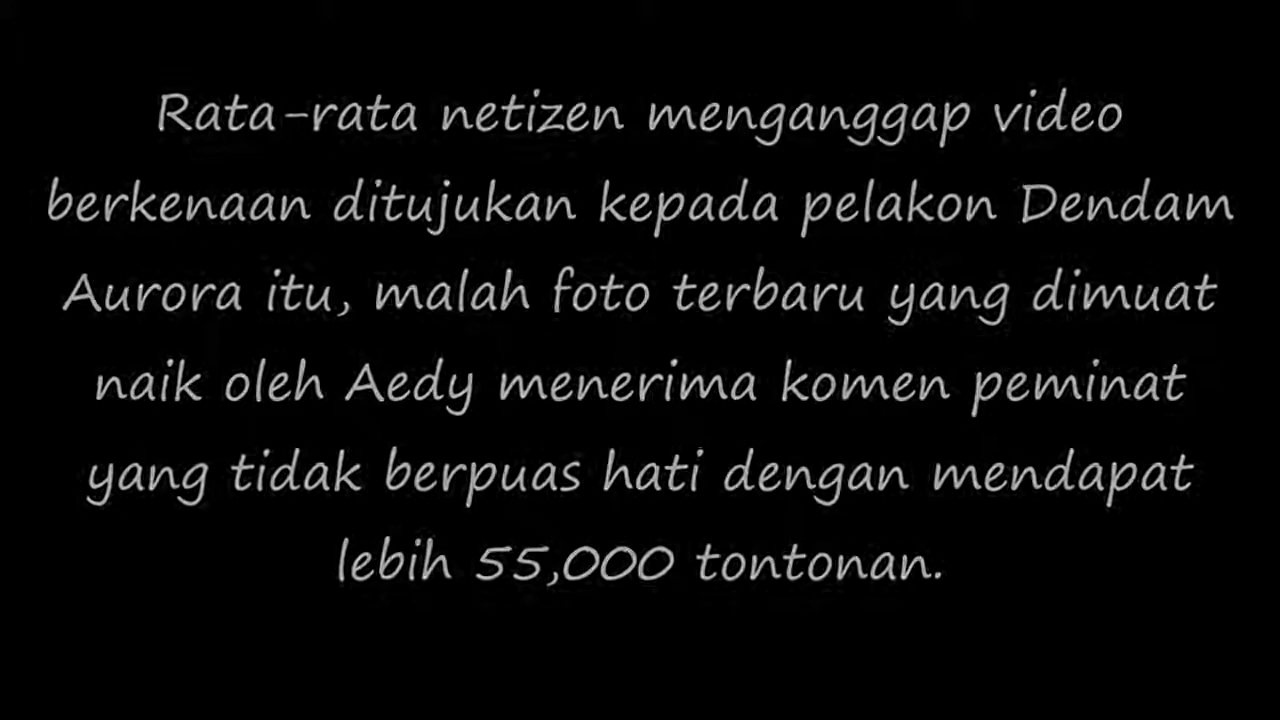 Rata-rata netizen menganggap video
berkenaan ditujukan kepada pelakon Dendam
Aurora itu, malah foto terbaru yang dimuat
naik oleh Aedy menerima komen peminat
yang tidak berpuas hati dengan mendapat
lebih 55,000 tontonan.